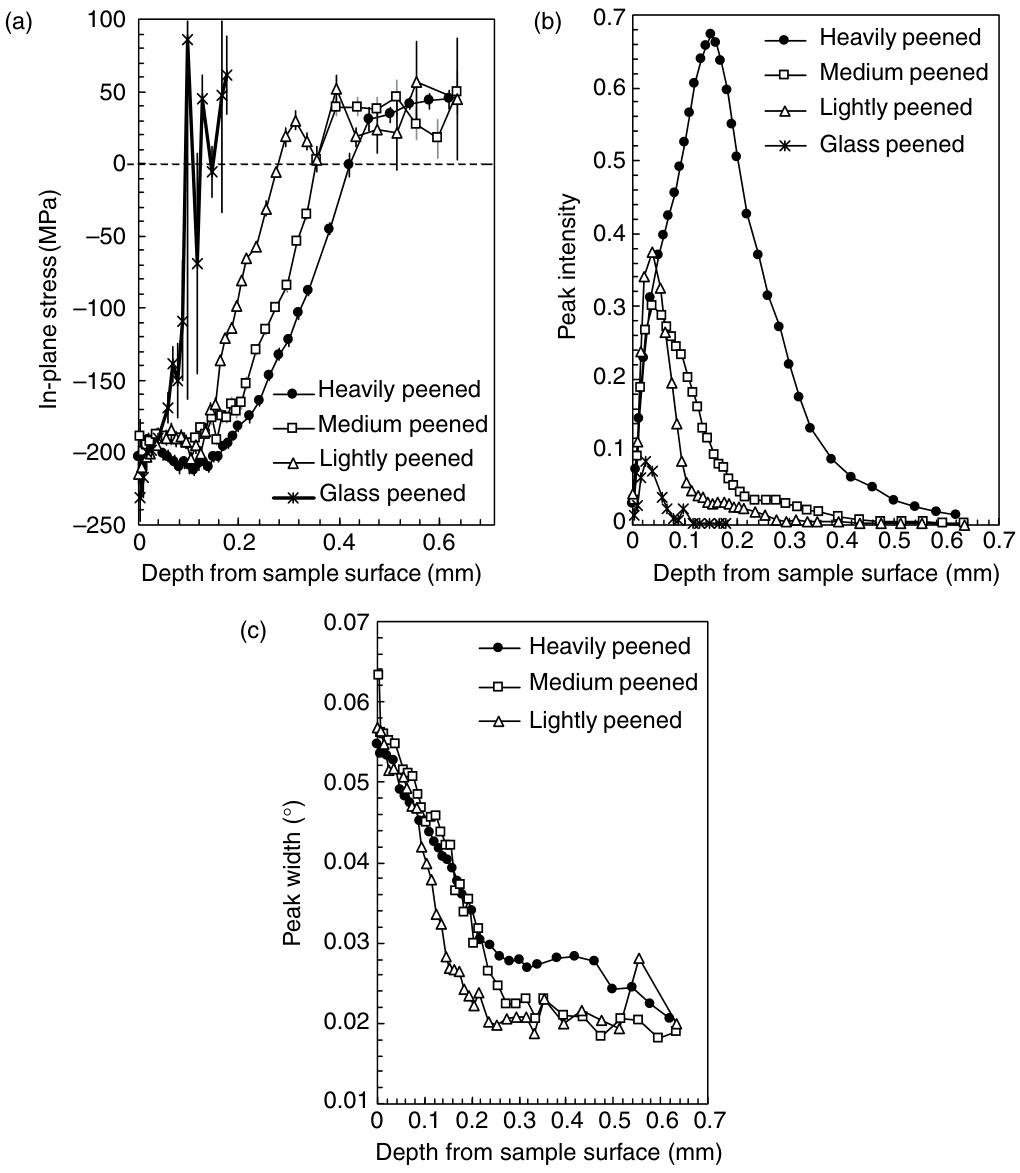 (a)
100
50
0
−50
−100
−150
−200
−250
In-plane stress (MPa)
Heavily peened
Medium peened
Lightly peened
Glass peened
0 0.2 0.4 0.6
Depth from sample surface (mm)
(b)
0.7
0.6
0.5
0.4
0.3
0.2
0.1
0
Peak intensity
Heavily peened
Medium peened
Lightly peened
Glass peened
0 0.1 0.2 0.3 0.4 0.5 0.6 0.7
Depth from sample surface (mm)
(c)
0.07
0.06
0.05
0.04
0.03
0.02
0.01
Peak width (°)
Heavily peened
Medium peened
Lightly peened
0 0.1 0.2 0.3 0.4 0.5 0.6 0.7
Depth from sample surface (mm)